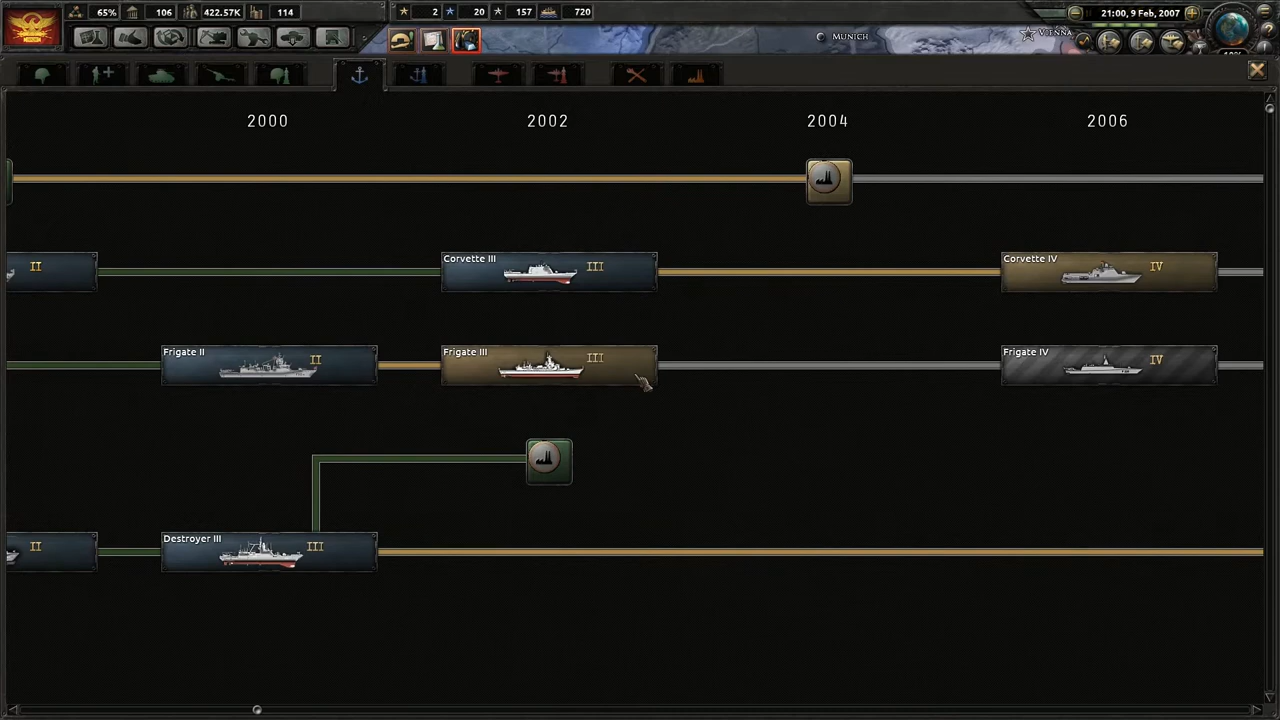 65% 106 422.57K 114 2 20 157 720 21:00, 9 Feb, 2007
MUNICH
VIENNA
2000 2002 2004 2006
II
Corvette III III
Corvette IV IV
Frigate II II
Frigate III III
Frigate IV IV
II
Destroyer III III